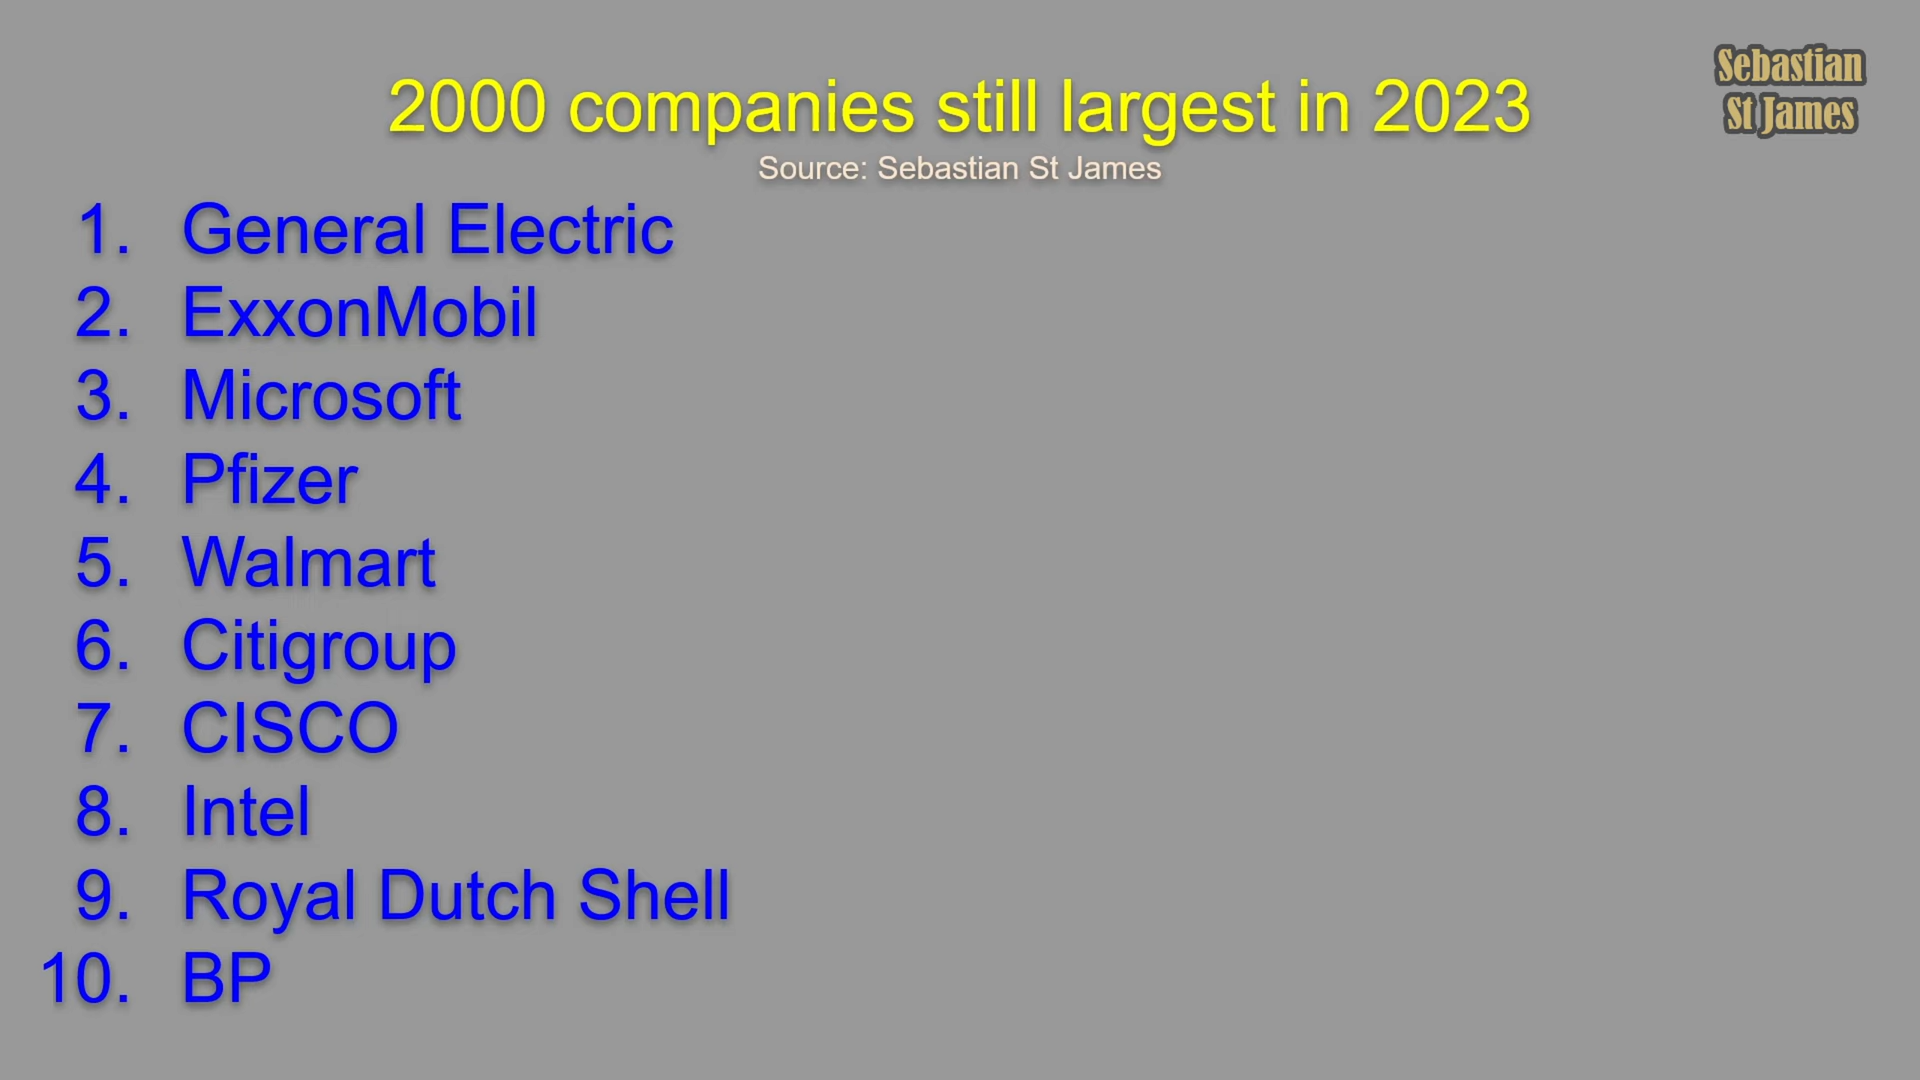 2000 companies still largest in 2023
Source: Sebastian St James
Sebastian
St James
1. General Electric
2. ExxonMobil
3. Microsoft
4. Pfizer
5. Walmart
6. Citigroup
7. CISCO
8. Intel
9. Royal Dutch Shell
10. BP